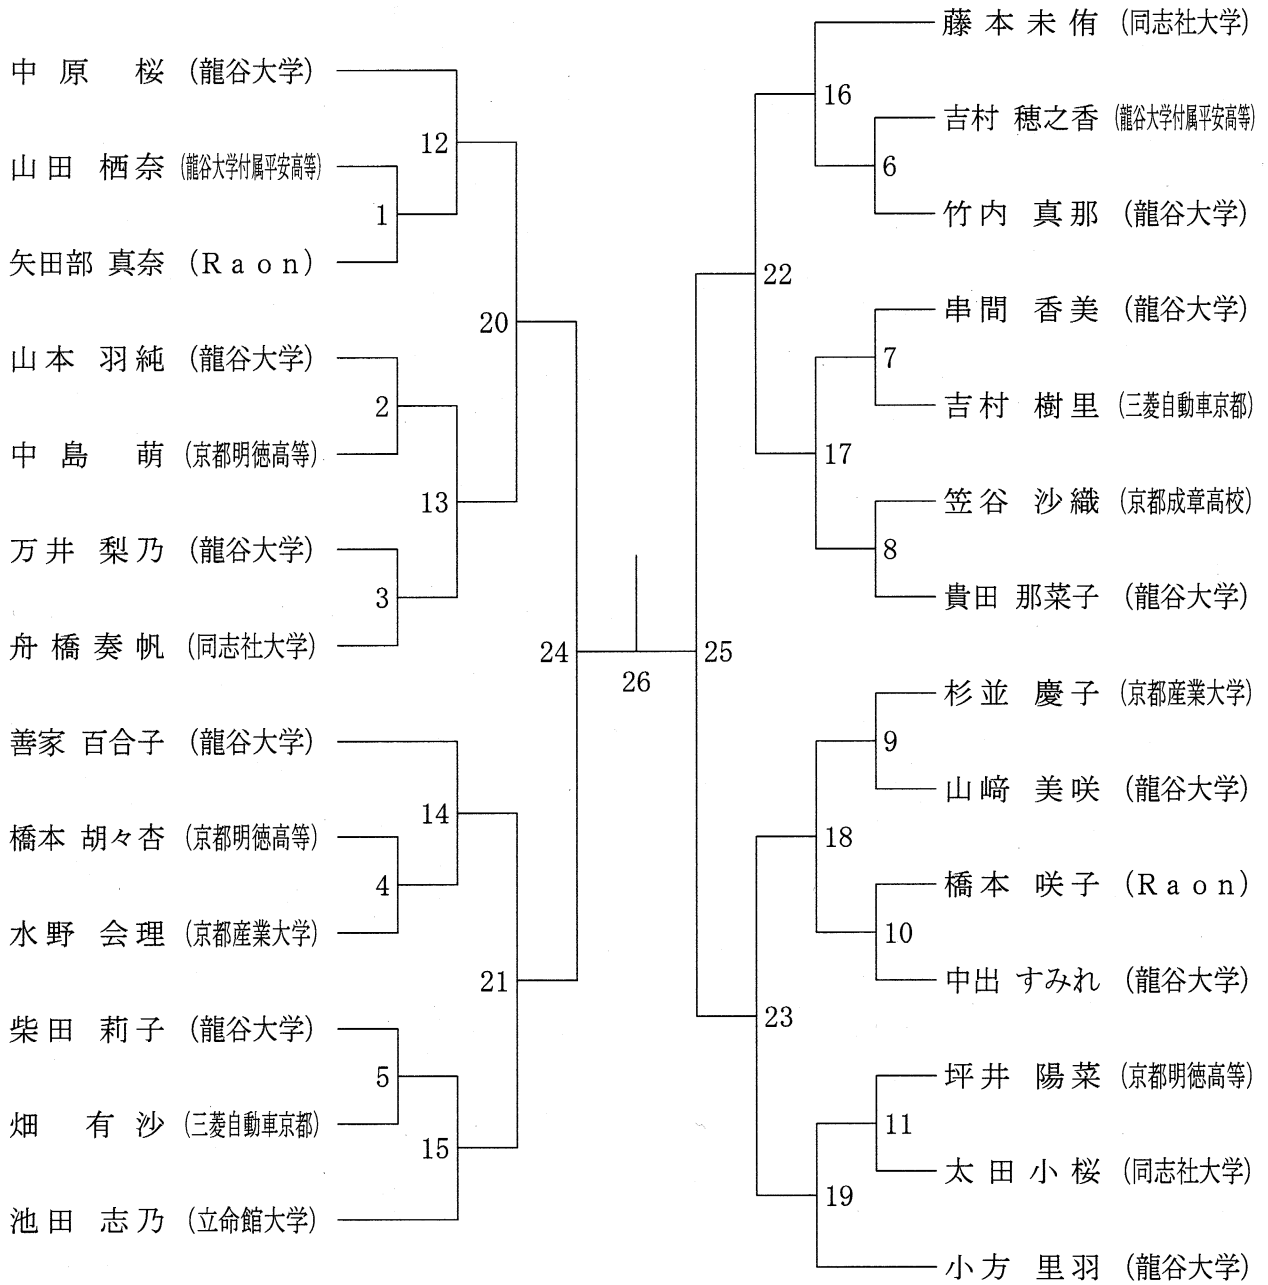 中原 桜 (龍谷大学)
山田 栖奈 (龍谷大学付属平安高等)
矢田部 真奈 (Raon)
山本 羽純 (龍谷大学)
中島 萌 (京都明徳高等)
万井 梨乃 (龍谷大学)
舟橋奏帆 (同志社大学)
善家 百合子 (龍谷大学)
橋本 胡々杏 (京都明徳高等)
水野 会理 (京都産業大学)
柴田 莉子 (龍谷大学)
畑 有沙 (三菱自動車京都)
池田 志乃 (立命館大学)
1
2
3
4
5
12
13
14
15
20
21
24
26
25
22
23
16
17
18
19
6
7
8
9
10
11
藤本未侑 (同志社大学)
吉村 穂之香 (龍谷大学付属平安高等)
竹内 真那 (龍谷大学)
串間 香美 (龍谷大学)
吉村 樹里 (三菱自動車京都)
笠谷 沙織 (京都成章高校)
貴田 那菜子 (龍谷大学)
杉並 慶子 (京都産業大学)
山﨑 美咲 (龍谷大学)
橋本 咲子 (Raon)
中出 すみれ (龍谷大学)
坪井 陽菜 (京都明徳高等)
太田小桜 (同志社大学)
小方 里羽 (龍谷大学)